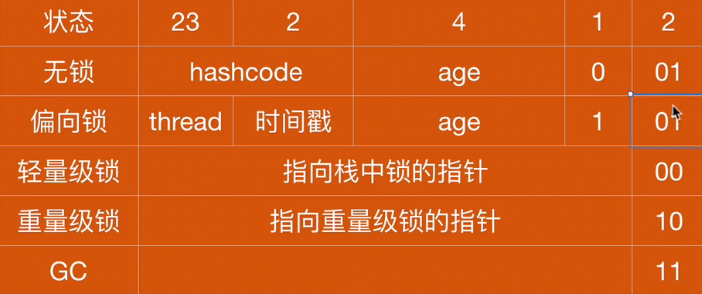 状态 23 2 4 1 2
无锁 hashcode age 0 01
偏向锁 thread 时间戳 age 1 01
轻量级锁 指向栈中锁的指针 00
重量级锁 指向重量级锁的指针 10
GC 11